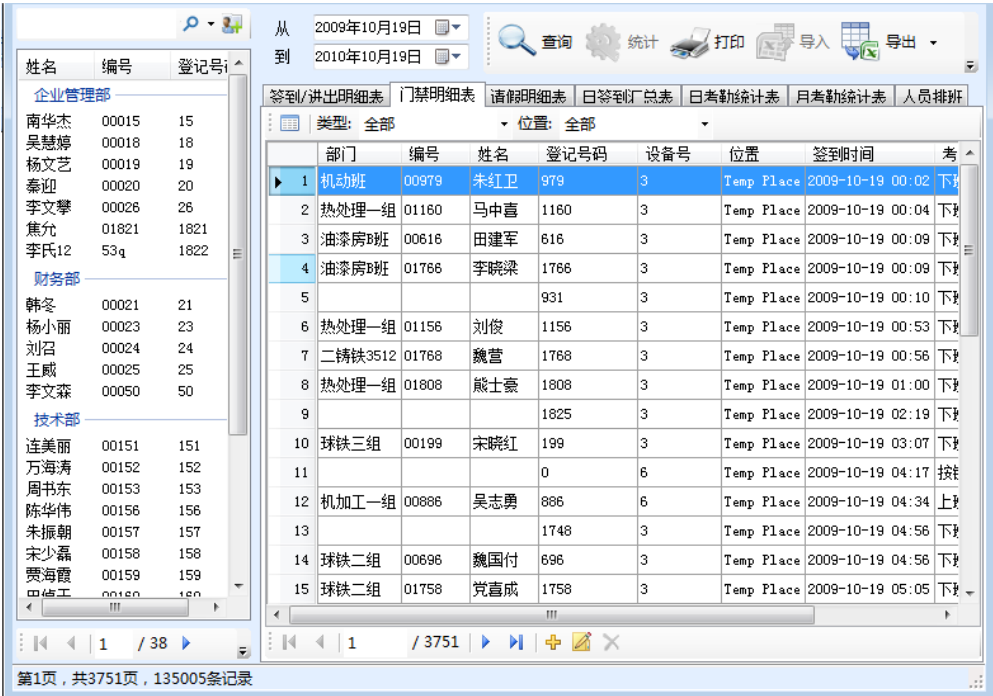 从 2009年10月19日
到 2010年10月19日
查询 统计 打印 导入 导出
姓名 编号 登记号
企业管理部
南华杰 00015 15
吴慧婷 00018 18
杨文艺 00019 19
秦迎 00020 20
李文攀 00026 26
焦允 01821 1821
李氏12 53q 1822
财务部
韩冬 00021 21
杨小丽 00023 23
刘召 00024 24
王威 00025 25
李文森 00050 50
技术部
连美丽 00151 151
万海涛 00152 152
周书东 00153 153
陈华伟 00156 156
朱振朝 00157 157
宋少磊 00158 158
贾海霞 00159 159
00160 160
1 / 38
签到/进出明细表 门禁明细表 请假明细表 日签到汇总表 日考勤统计表 月考勤统计表 人员排班
类型: 全部 位置: 全部
部门 编号 姓名 登记号码 设备号 位置 签到时间 考
1 机动班 00979 朱红卫 979 3 Temp Place 2009-10-19 00:02 下
2 热处理一组 01160 马中喜 1160 3 Temp Place 2009-10-19 00:04 下
3 油漆房B班 00616 田建军 616 3 Temp Place 2009-10-19 00:09 下
4 油漆房B班 01766 李晓梁 1766 3 Temp Place 2009-10-19 00:09 下
5 931 3 Temp Place 2009-10-19 00:10 下
6 热处理一组 01156 刘俊 1156 3 Temp Place 2009-10-19 00:53 下
7 二铸铁3512 01768 魏营 1768 3 Temp Place 2009-10-19 00:56 下
8 热处理一组 01808 熊士豪 1808 3 Temp Place 2009-10-19 01:00 下
9 1825 3 Temp Place 2009-10-19 02:19 下
10 球铁三组 00199 宋晓红 199 3 Temp Place 2009-10-19 03:07 下
11 0 6 Temp Place 2009-10-19 04:17 按
12 机加工一组 00886 吴志勇 886 6 Temp Place 2009-10-19 04:34 上
13 1748 3 Temp Place 2009-10-19 04:56 下
14 球铁二组 00696 魏国付 696 3 Temp Place 2009-10-19 04:56 下
15 球铁二组 01758 党喜成 1758 3 Temp Place 2009-10-19 05:05 下
1 / 3751
第1页，共3751页，135005条记录